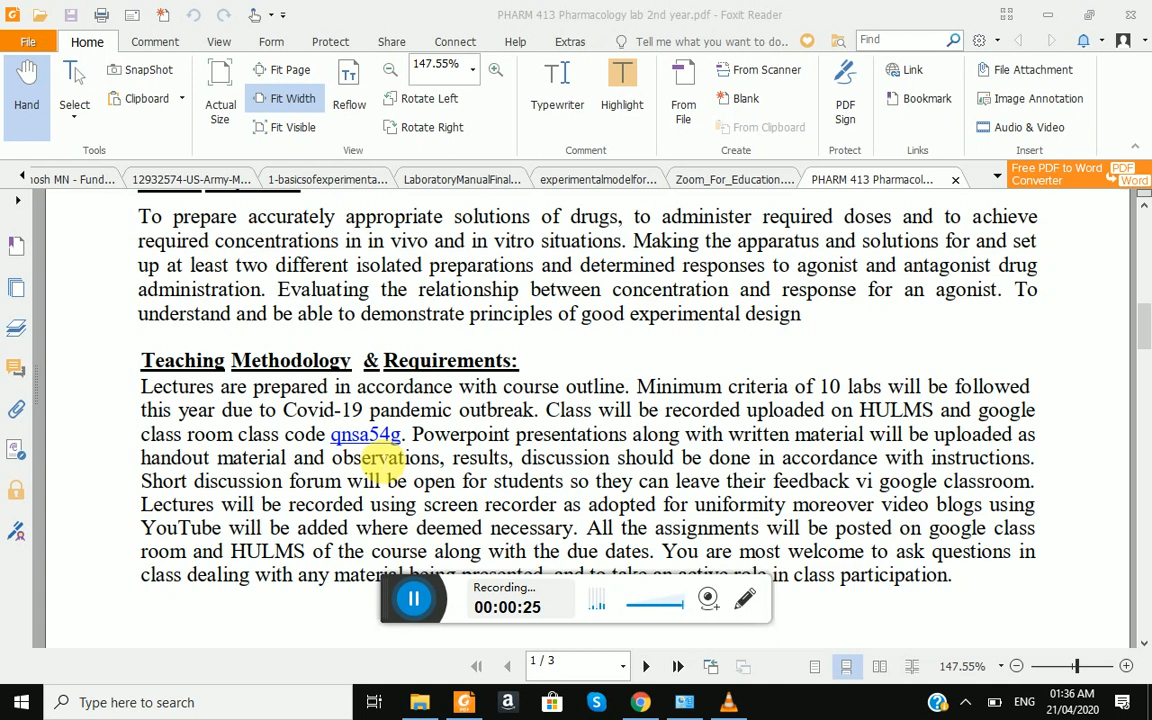 PHARM 413 Pharmacology lab 2nd year.pdf - Foxit Reader
File Home Comment View Form Protect Share Connect Help Extras Tell me what you want to do.. Find
Hand
Select
SnapShot
Clipboard
Tools
Actual Size
Fit Page
Fit Width
Fit Visible
Reflow
147.55%
Rotate Left
Rotate Right
View
Typewriter
Highlight
Comment
From File
From Scanner
Blank
From Clipboard
Create
PDF Sign
Protect
Link
Bookmark
Links
File Attachment
Image Annotation
Audio & Video
Insert
nosh MN - Fund... 12932574-US-Army-M... 1-basicsofexperimenta... LaboratoryManualFinal... experimentalmodelfor... Zoom_For_Education.... PHARM 413 Pharmacol...
Free PDF to Word Converter
PDF Word
To prepare accurately appropriate solutions of drugs, to administer required doses and to achieve
required concentrations in in vivo and in vitro situations. Making the apparatus and solutions for and set
up at least two different isolated preparations and determined responses to agonist and antagonist drug
administration. Evaluating the relationship between concentration and response for an agonist. To
understand and be able to demonstrate principles of good experimental design
Teaching Methodology & Requirements:
Lectures are prepared in accordance with course outline. Minimum criteria of 10 labs will be followed
this year due to Covid-19 pandemic outbreak. Class will be recorded uploaded on HULMS and google
class room class code qnsa54g. Powerpoint presentations along with written material will be uploaded as
handout material and observations, results, discussion should be done in accordance with instructions.
Short discussion forum will be open for students so they can leave their feedback vi google classroom.
Lectures will be recorded using screen recorder as adopted for uniformity moreover video blogs using
YouTube will be added where deemed necessary. All the assignments will be posted on google class
room and HULMS of the course along with the due dates. You are most welcome to ask questions in
class dealing with any material being presented, and to take an active role in class participation.
Recording...
00:00:25
1 / 3
147.55%
Type here to search
ENG
01:36 AM
21/04/2020